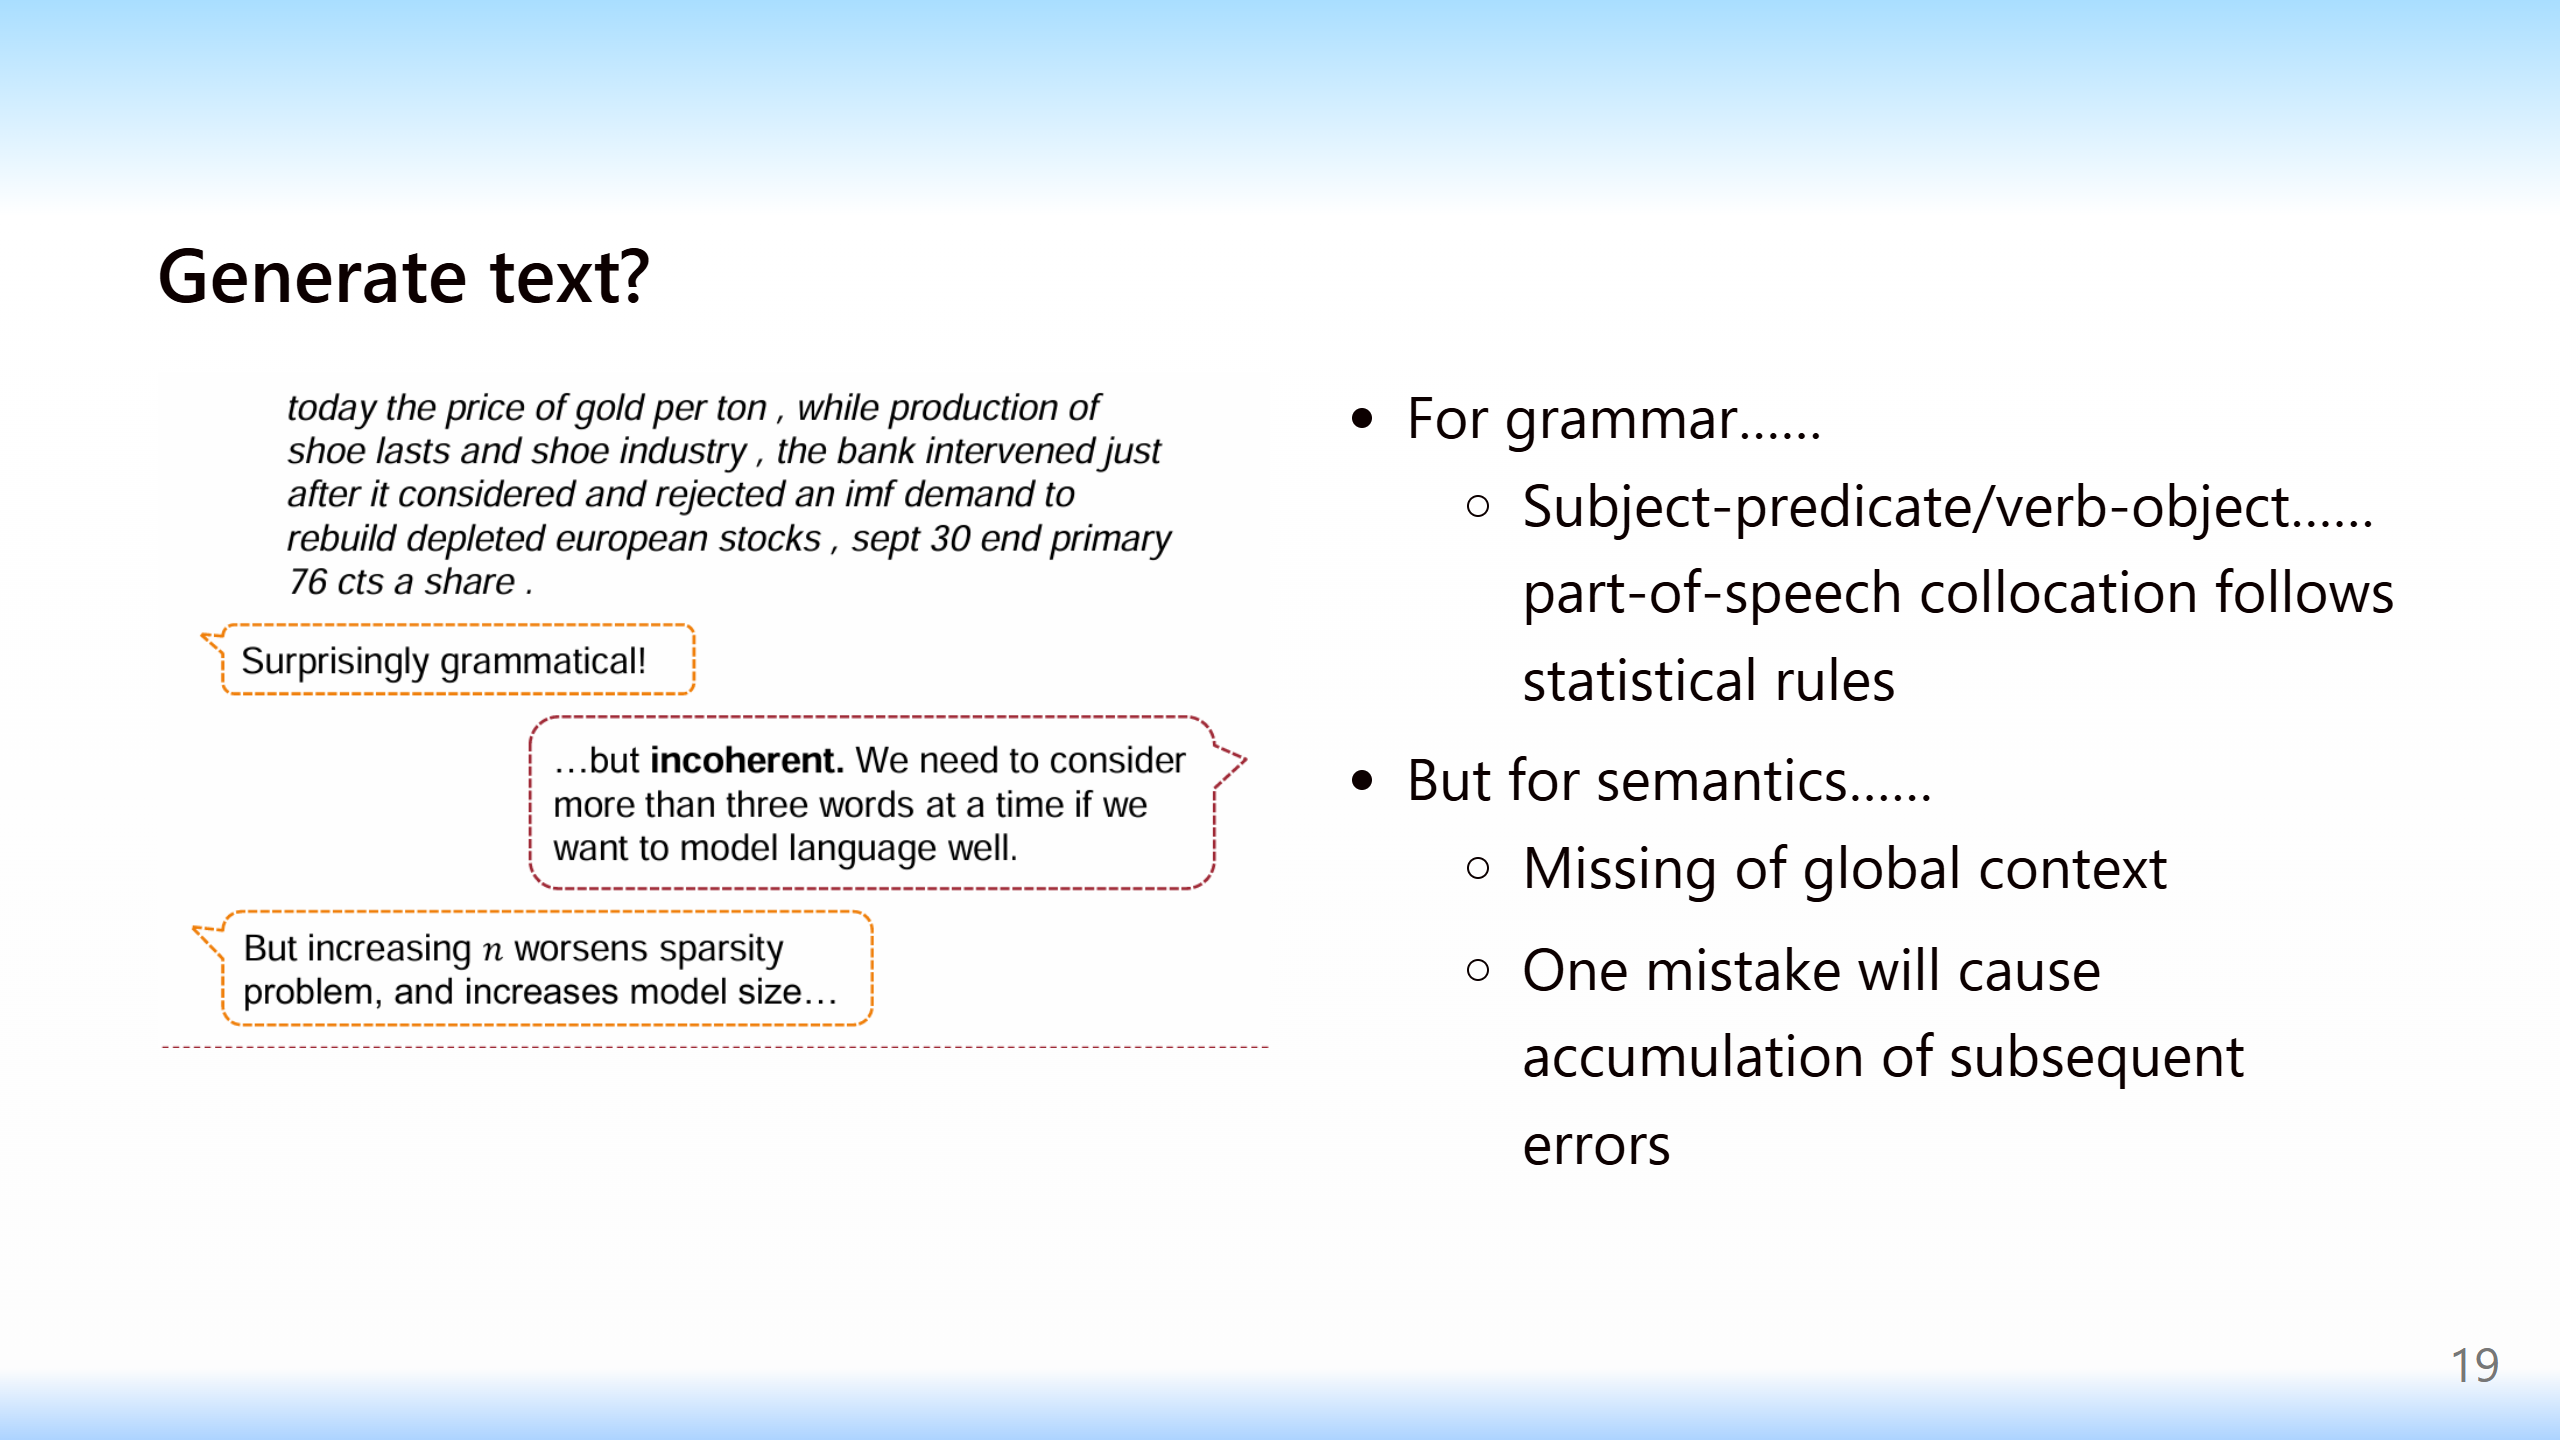 Generate text?
today the price of gold per ton , while production of
shoe lasts and shoe industry , the bank intervened just
after it considered and rejected an imf demand to
rebuild depleted european stocks , sept 30 end primary
76 cts a share .
Surprisingly grammatical!
…but incoherent. We need to consider
more than three words at a time if we
want to model language well.
But increasing n worsens sparsity
problem, and increases model size…
• For grammar......
○ Subject-predicate/verb-object......
part-of-speech collocation follows
statistical rules
• But for semantics......
○ Missing of global context
○ One mistake will cause
accumulation of subsequent
errors
19